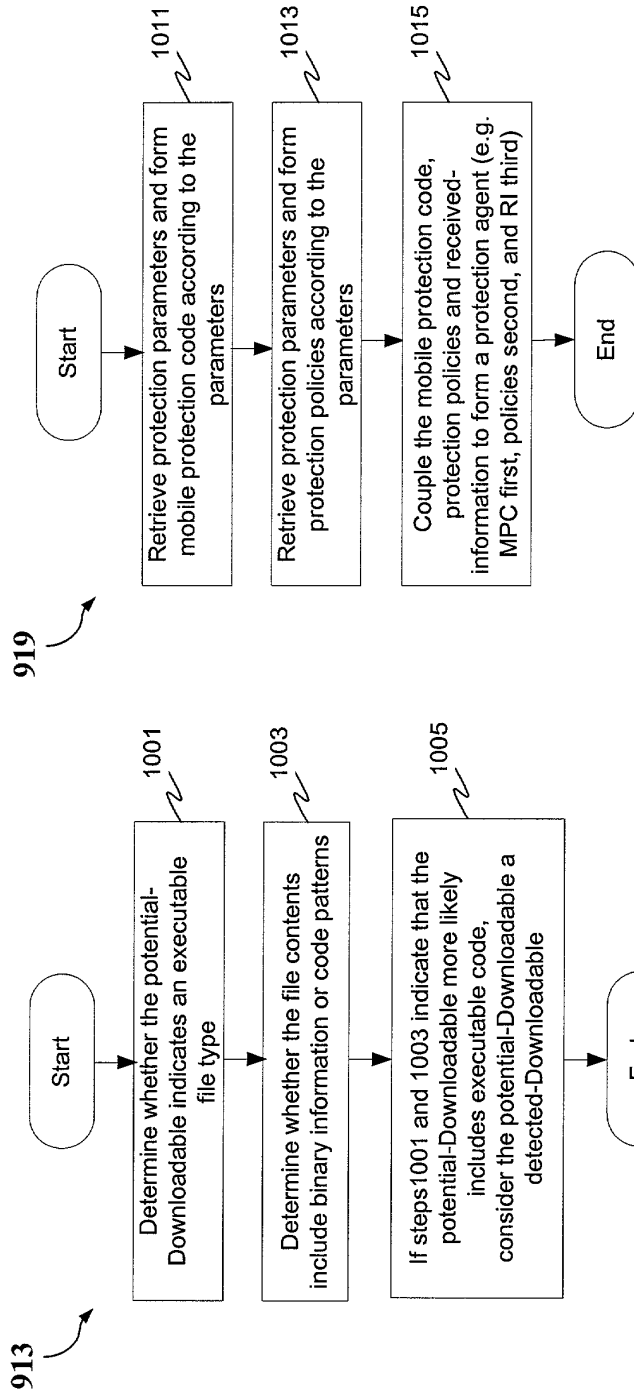 913
Start
Determine whether the potential-
Downloadable indicates an executable
file type
1001
Determine whether the file contents
include binary information or code patterns
1003
If steps1001 and 1003 indicate that the
potential-Downloadable more likely
includes executable code,
consider the potential-Downloadable a
detected-Downloadable
1005
919
Start
Retrieve protection parameters and form
mobile protection code according to the
parameters
1011
Retrieve protection parameters and form
protection policies according to the
parameters
1013
Couple the mobile protection code,
protection policies and received-
information to form a protection agent (e.g.
MPC first, policies second, and RI third)
1015
End